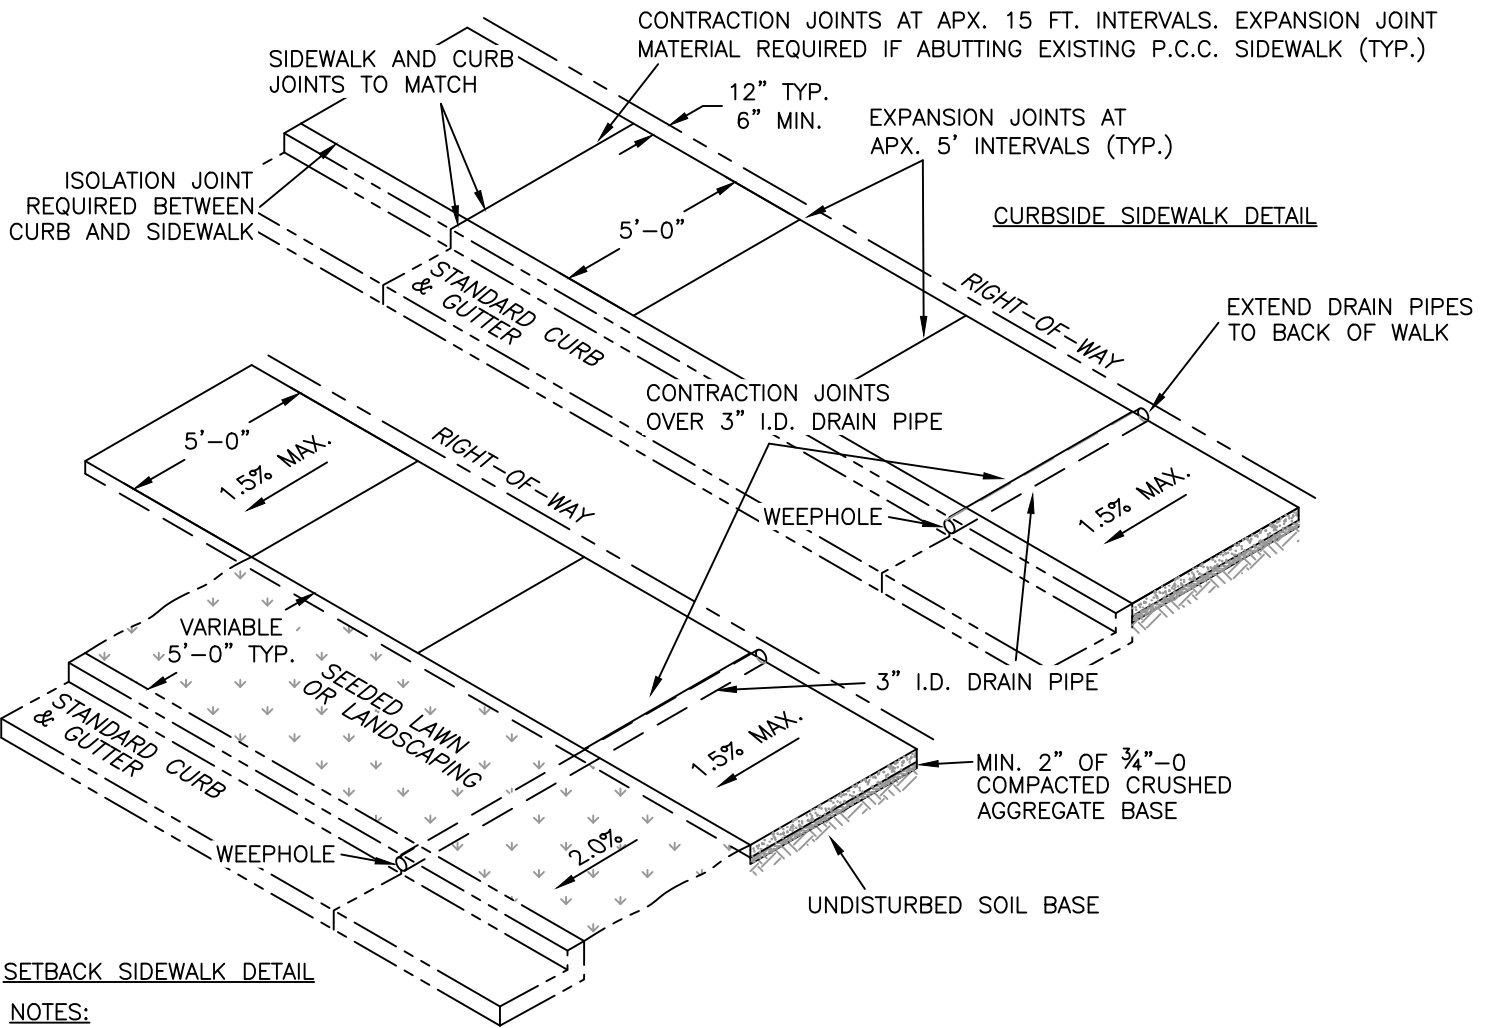 CONTRACTION JOINTS AT APX. 15 FT. INTERVALS. EXPANSION JOINT
MATERIAL REQUIRED IF ABUTTING EXISTING P.C.C. SIDEWALK (TYP.)
SIDEWALK AND CURB
JOINTS TO MATCH
12” TYP.
6” MIN.
EXPANSION JOINTS AT
APX. 5’ INTERVALS (TYP.)
ISOLATION JOINT
REQUIRED BETWEEN
CURB AND SIDEWALK
5’-0”
CURBSIDE SIDEWALK DETAIL
STANDARD CURB
& GUTTER
RIGHT-OF-WAY
EXTEND DRAIN PIPES
TO BACK OF WALK
CONTRACTION JOINTS
OVER 3” I.D. DRAIN PIPE
5’-0”
1.5% MAX.
RIGHT-OF-WAY
WEEPHOLE
1.5% MAX.
VARIABLE
5’-0” TYP.
SEEDED LAWN
OR LANDSCAPING
3” I.D. DRAIN PIPE
STANDARD CURB
& GUTTER
1.5% MAX.
MIN. 2” OF ¾”-0
COMPACTED CRUSHED
AGGREGATE BASE
WEEPHOLE
2.0%
UNDISTURBED SOIL BASE
SETBACK SIDEWALK DETAIL
NOTES: